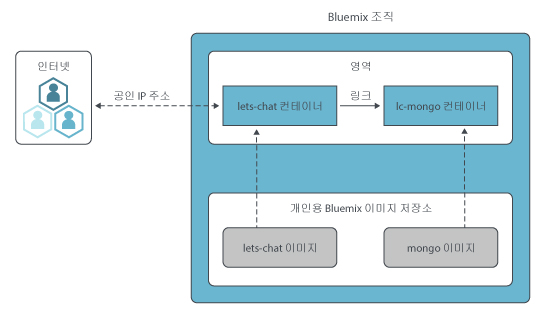 Bluemix 조직
인터넷
영역
공인 IP 주소
lets-chat 컨테이너
링크
lc-mongo 컨테이너
개인용 Bluemix 이미지 저장소
lets-chat 이미지
mongo 이미지